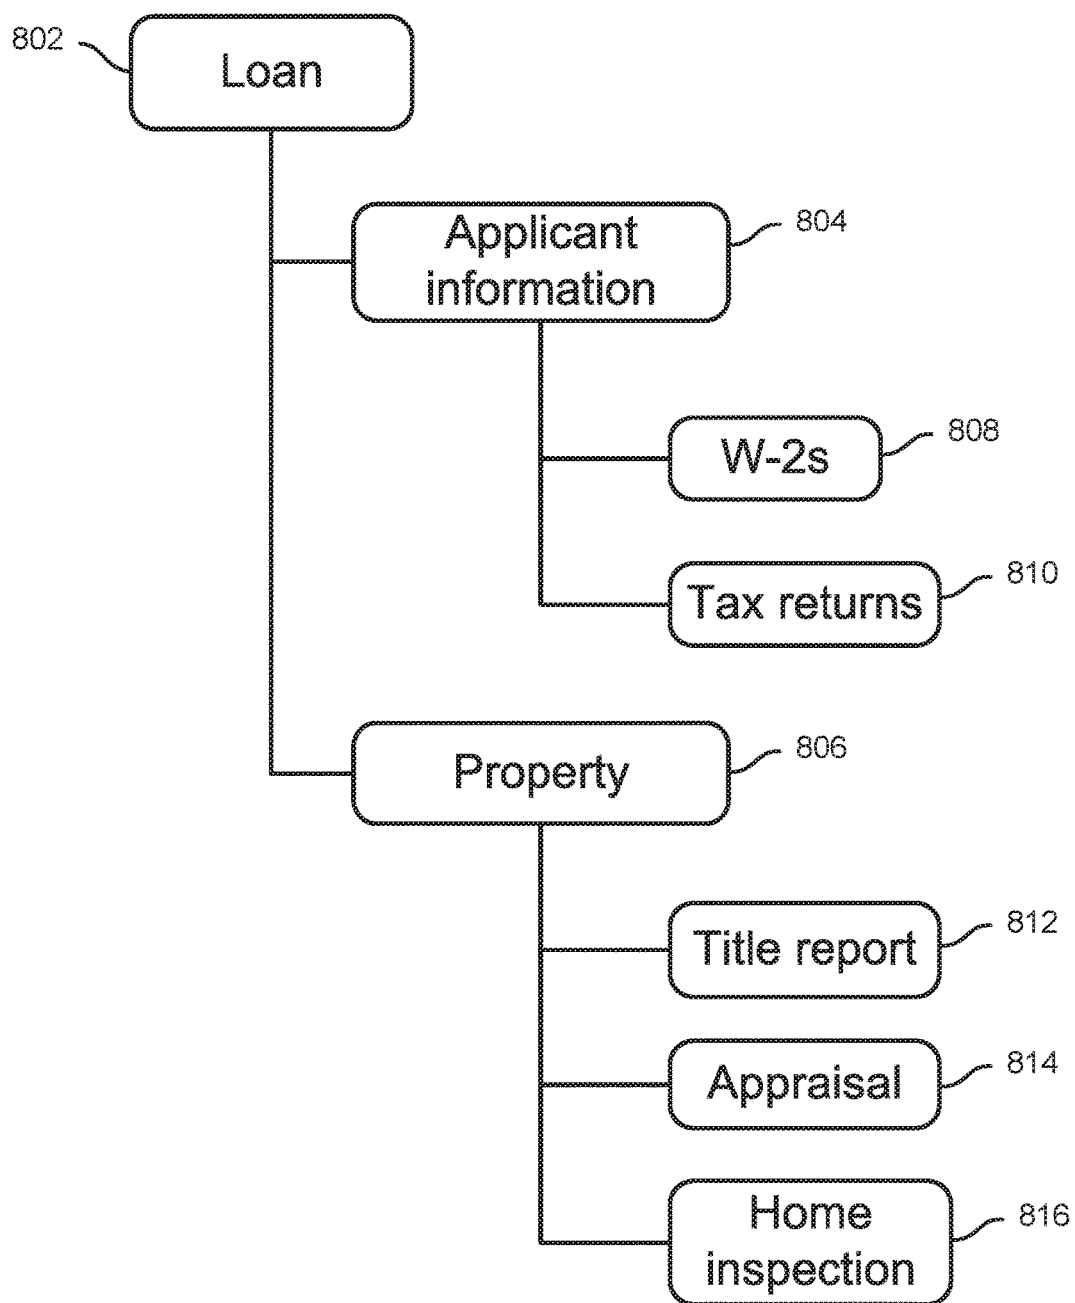 802
Loan
Applicant
information
804
W-2s
808
Tax returns
810
Property
806
Title report
812
Appraisal
814
Home
inspection
816